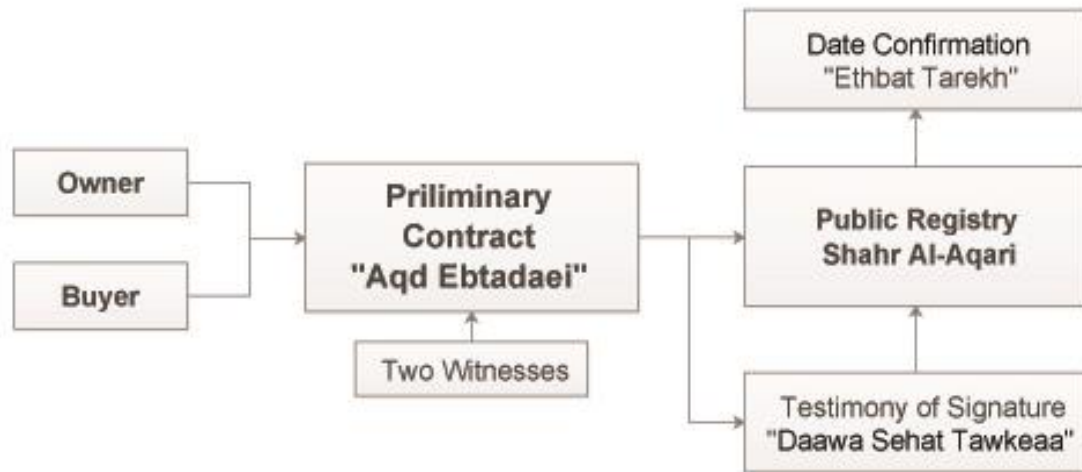 Owner
Buyer
Priliminary
Contract
"Aqd Ebtadaei"
Two Witnesses
Date Confirmation
"Ethbat Tarekh"
Public Registry
Shahr Al-Aqari
Testimony of Signature
"Daawa Sehat Tawkeaa"